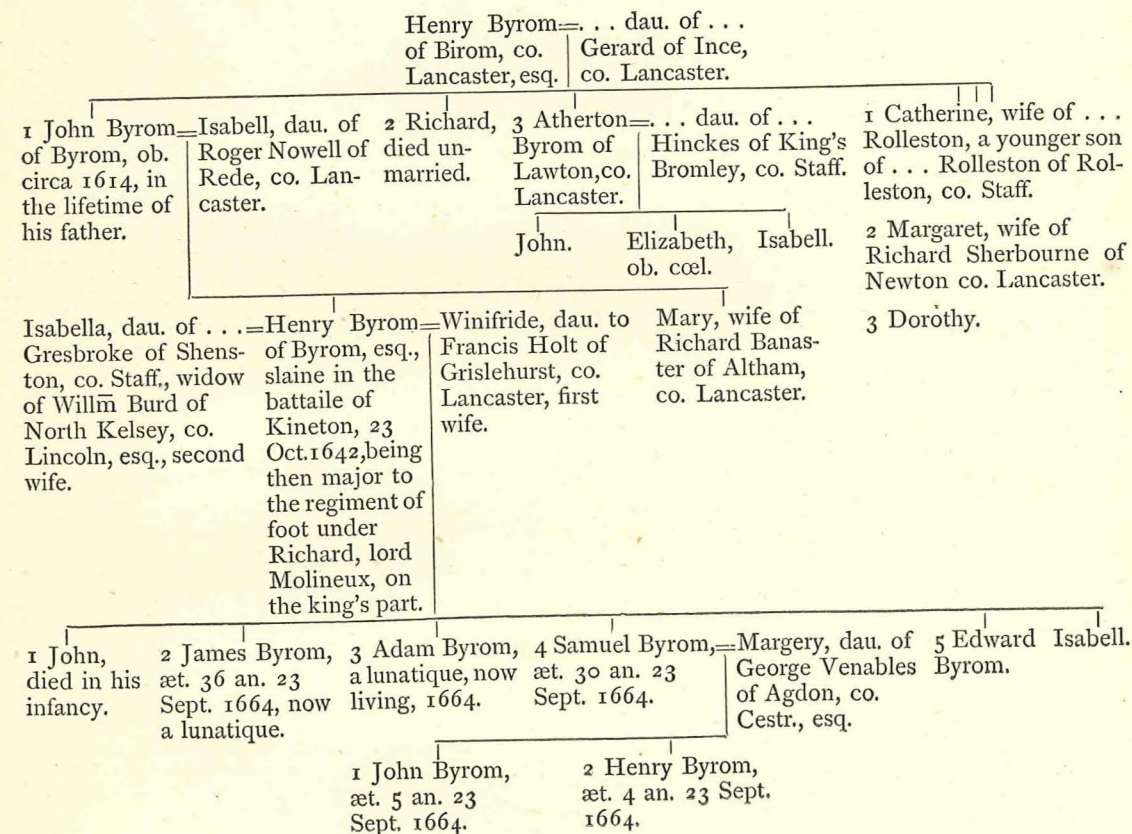 Henry Byrom=. . . dau. of . . .
of Birom, co.
Lancaster, esq.
Gerard of Ince,
co. Lancaster.
1 John Byrom=
of Byrom, ob.
circa 1614, in
the lifetime of
his father.
Isabell, dau. of
Roger Nowell of
Rede, co. Lan-
caster.
2 Richard,
died un-
married.
3 Atherton=
Byrom of
Lawton, co.
Lancaster.
. . . dau. of . . .
Hinckes of King's
Bromley, co. Staff.
1 Catherine, wife of . . .
Rolleston, a younger son
of . . . Rolleston of Rol-
leston, co. Staff.
2 Margaret, wife of
Richard Sherbourne of
Newton co. Lancaster.
3 Dorothy.
John.
Elizabeth,
ob. cœl.
Isabell.
Isabella, dau. of . . .=
Gresbroke of Shens-
ton, co. Staff., widow
of Willm̄ Burd of
North Kelsey, co.
Lincoln, esq., second
wife.
Henry Byrom=
of Byrom, esq.,
slaine in the
battaile of
Kineton, 23
Oct. 1642, being
then major to
the regiment of
foot under
Richard, lord
Molineux, on
the king's part.
Winifride, dau. to
Francis Holt of
Grislehurst, co.
Lancaster, first
wife.
Mary, wife of
Richard Banas-
ter of Altham,
co. Lancaster.
1 John,
died in his
infancy.
2 James Byrom,
æt. 36 an. 23
Sept. 1664, now
a lunatique.
3 Adam Byrom,
a lunatique, now
living, 1664.
4 Samuel Byrom,=
æt. 30 an. 23
Sept. 1664.
Margery, dau. of
George Venables
of Agdon, co.
Cestr., esq.
5 Edward
Byrom.
Isabell.
1 John Byrom,
æt. 5 an. 23
Sept. 1664.
2 Henry Byrom,
æt. 4 an. 23 Sept.
1664.